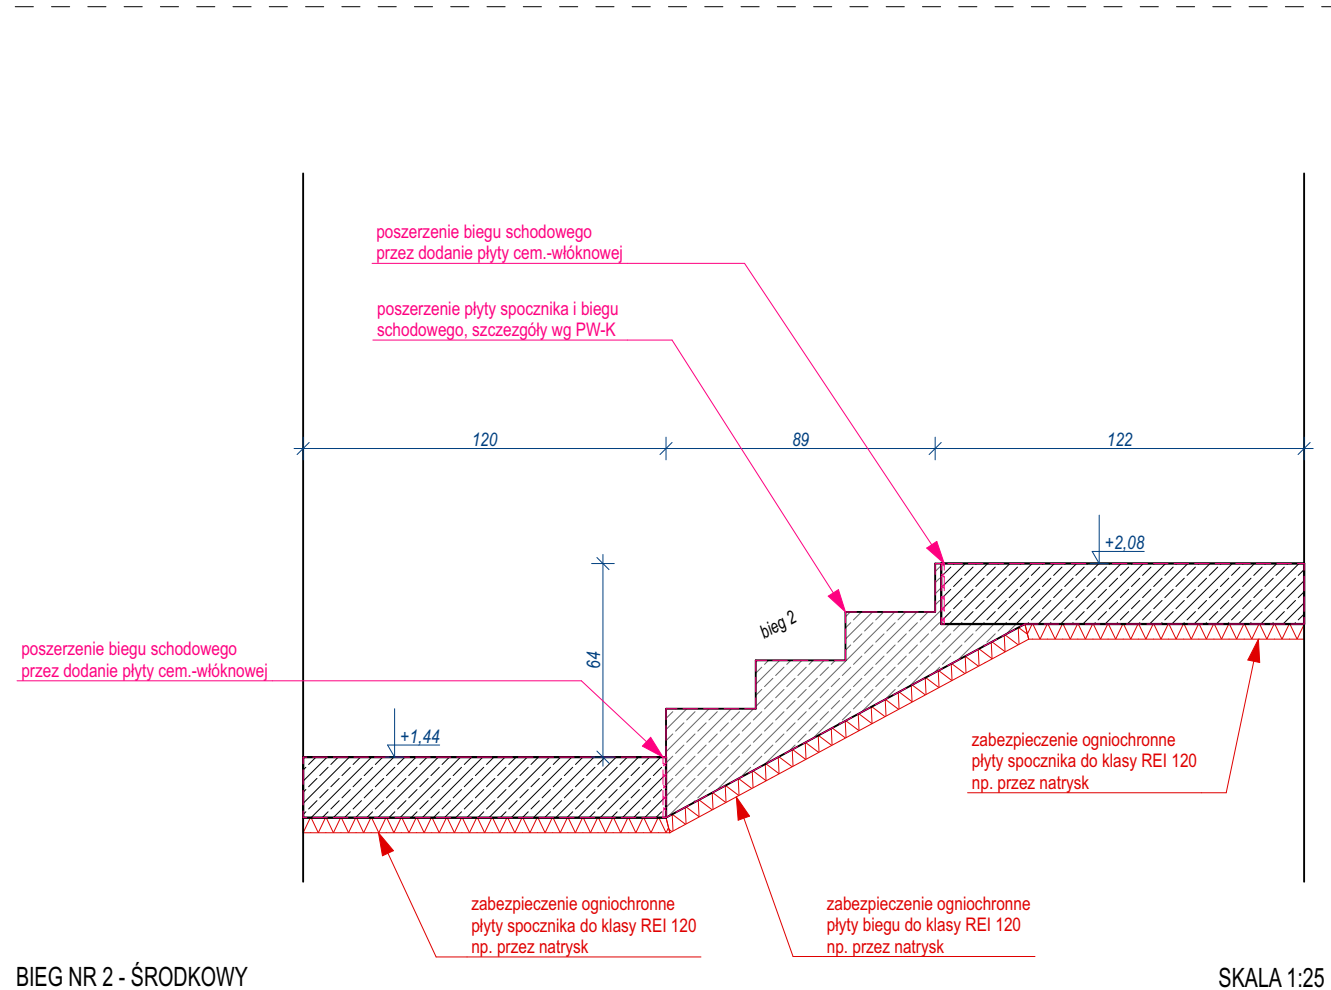 poszerzenie biegu schodowego
przez dodanie płyty cem.-włóknowej
poszerzenie płyty spocznika i biegu
schodowego, szczezgóły wg PW-K
120
89
122
+2,08
bieg 2
64
poszerzenie biegu schodowego
przez dodanie płyty cem.-włóknowej
+1,44
zabezpieczenie ogniochronne
płyty spocznika do klasy REI 120
np. przez natrysk
zabezpieczenie ogniochronne
płyty spocznika do klasy REI 120
np. przez natrysk
zabezpieczenie ogniochronne
płyty biegu do klasy REI 120
np. przez natrysk
BIEG NR 2 - ŚRODKOWY
SKALA 1:25